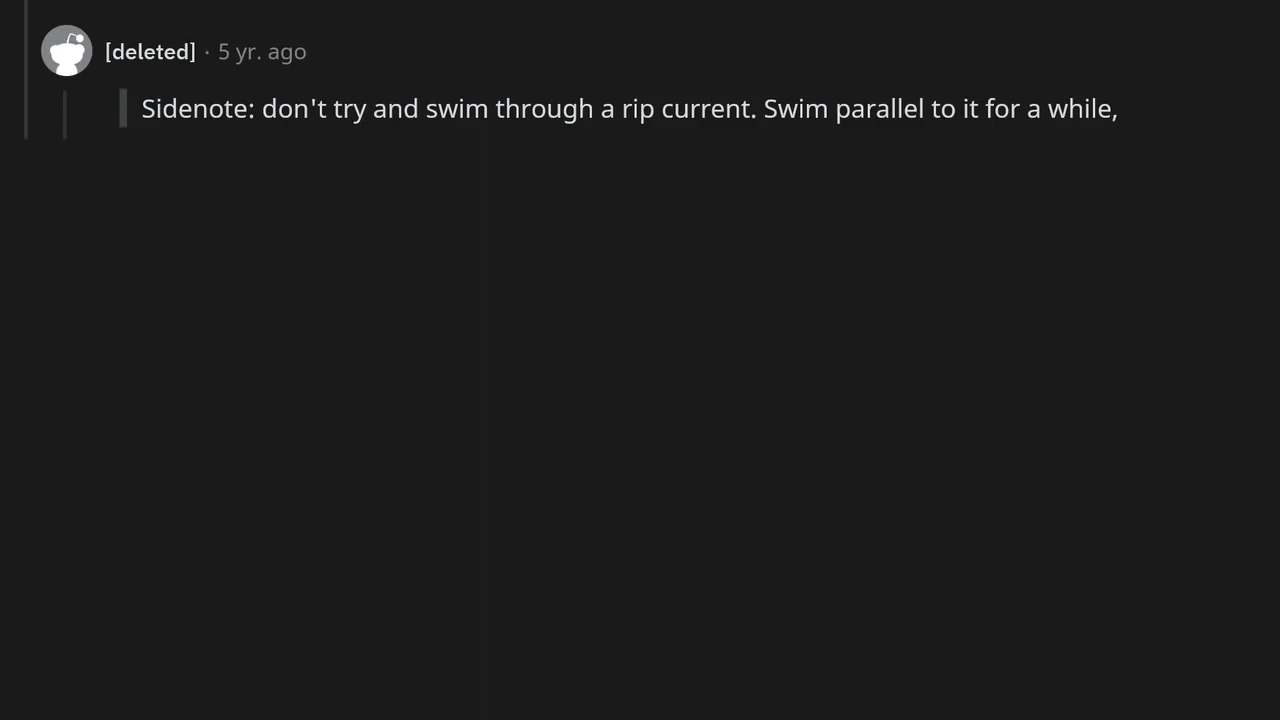 [deleted] · 5 yr. ago
Sidenote: don't try and swim through a rip current. Swim parallel to it for a while,